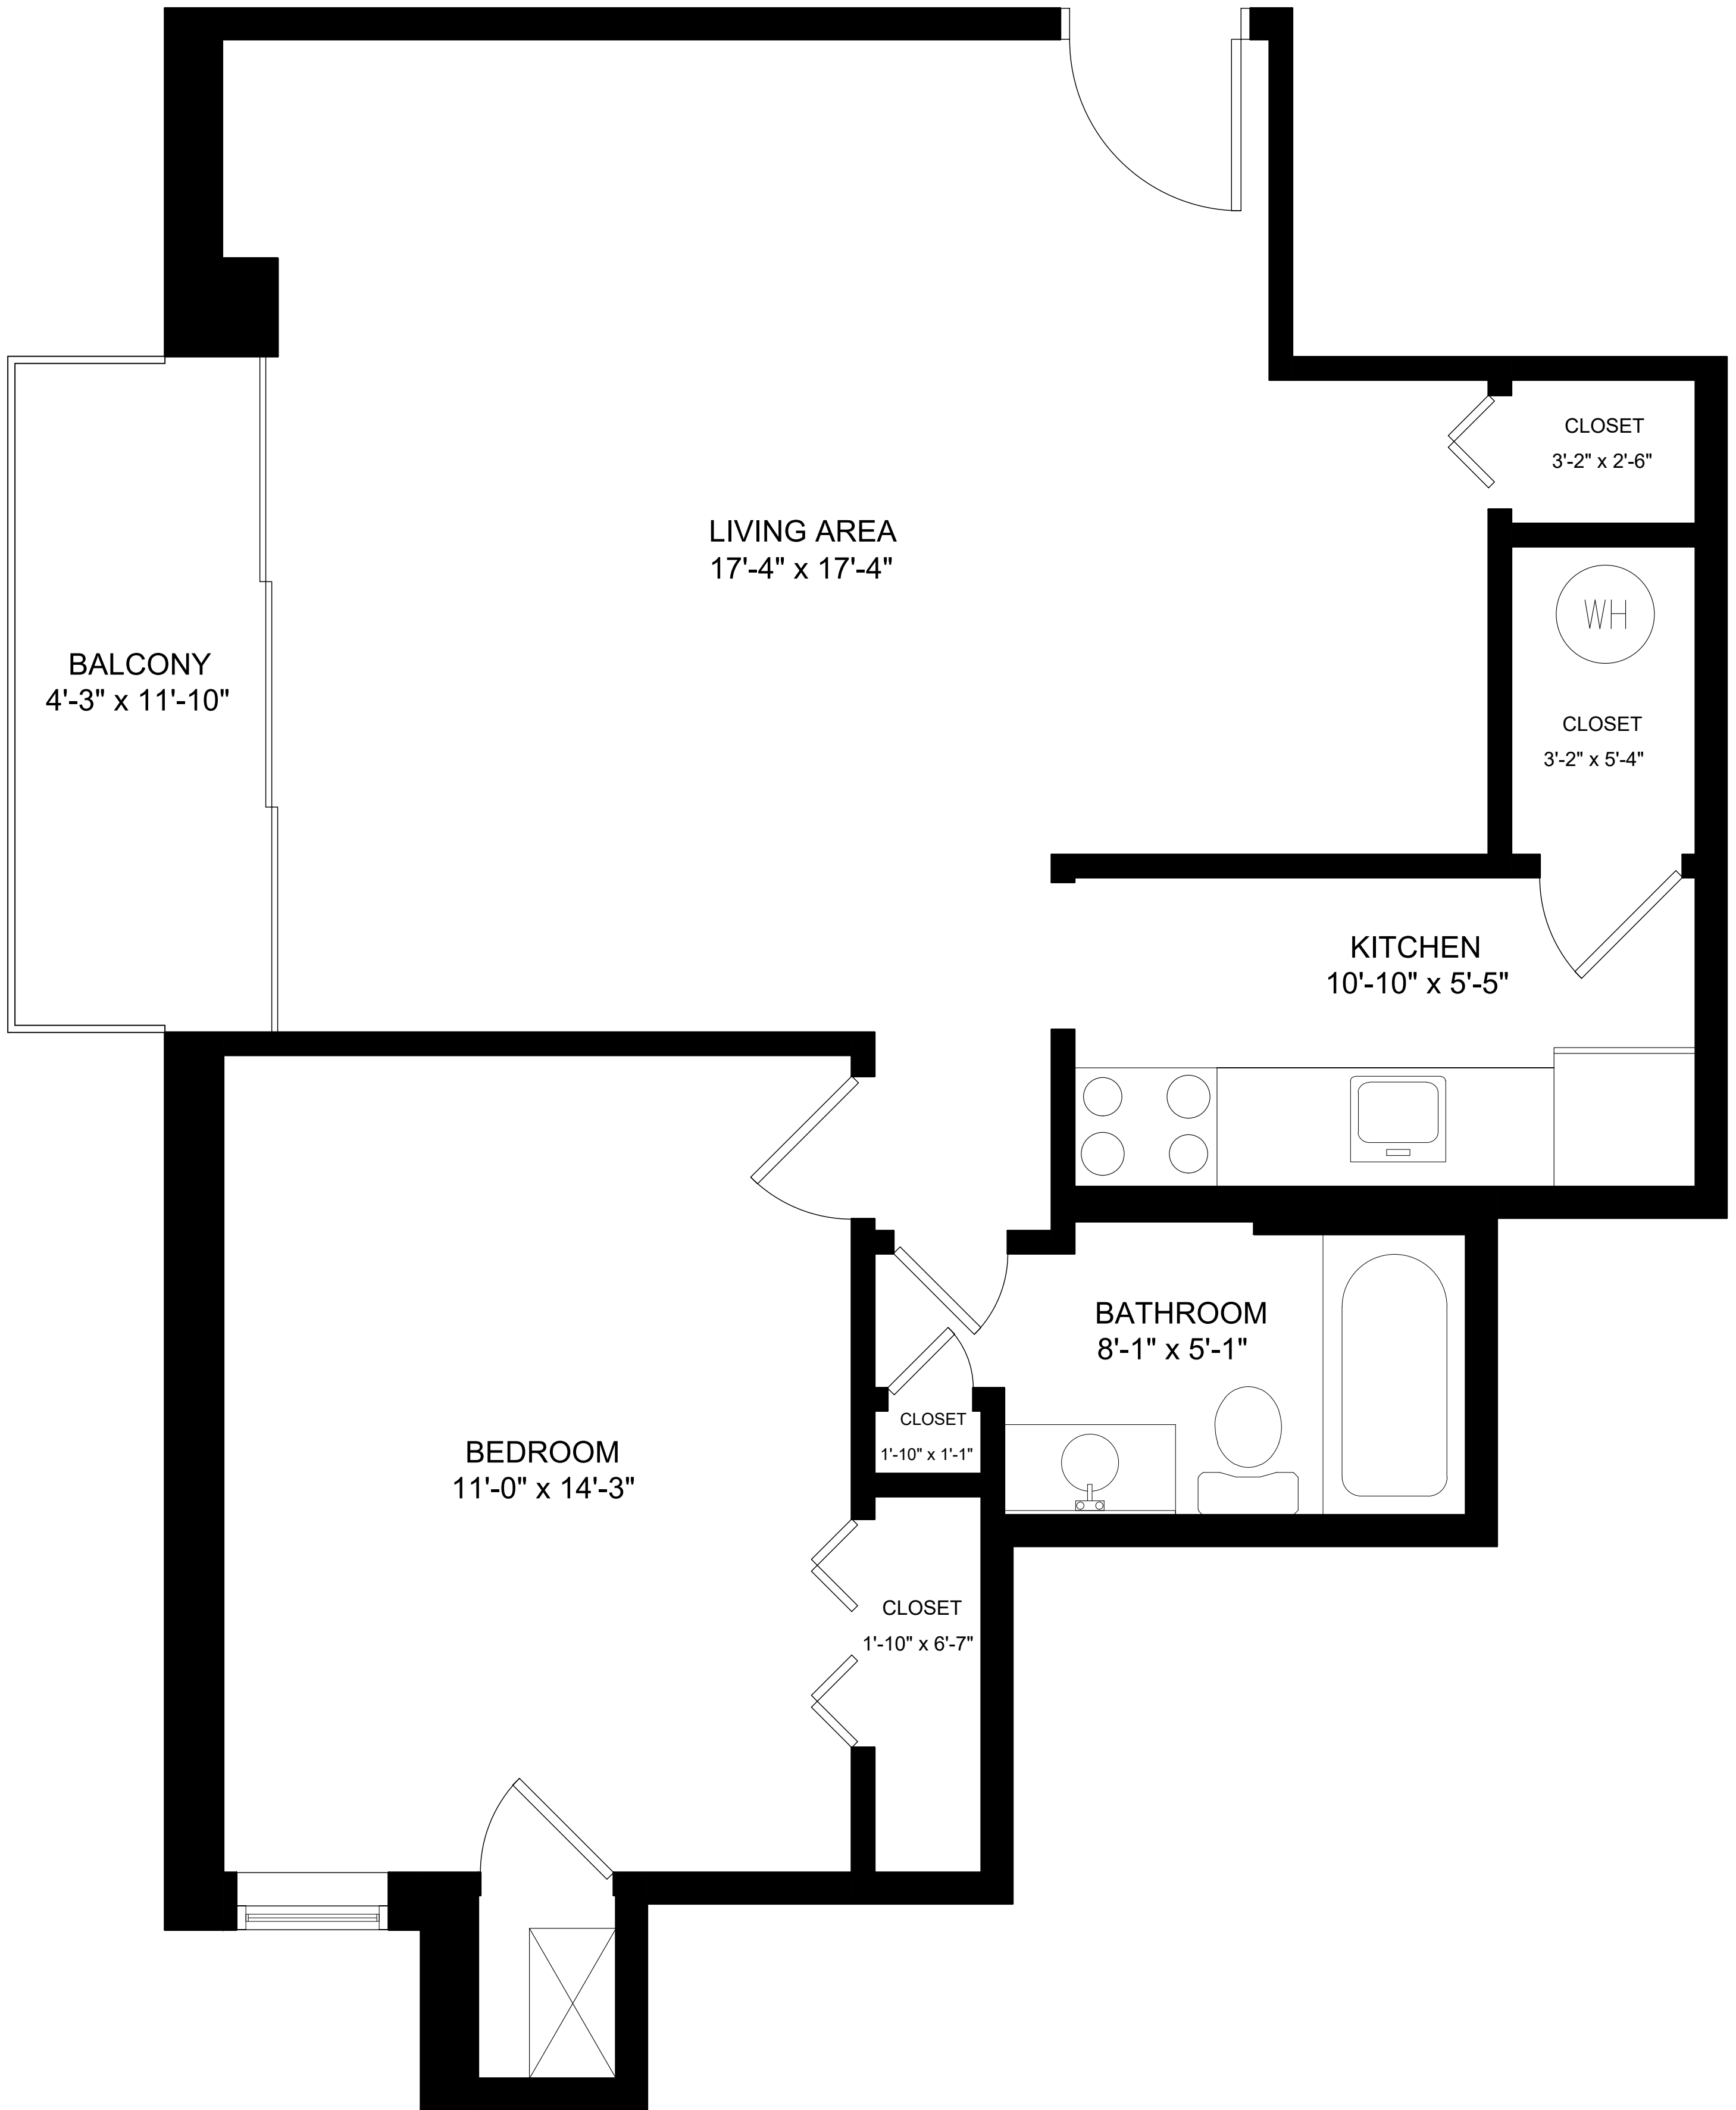 CLOSET
3'-2" x 2'-6"
LIVING AREA
17'-4" x 17'-4"
WH
BALCONY
4'-3" x 11'-10"
CLOSET
3'-2" x 5'-4"
KITCHEN
10'-10" x 5'-5"
BATHROOM
8'-1" x 5'-1"
CLOSET
1'-10" x 1'-1"
BEDROOM
11'-0" x 14'-3"
CLOSET
1'-10" x 6'-7"